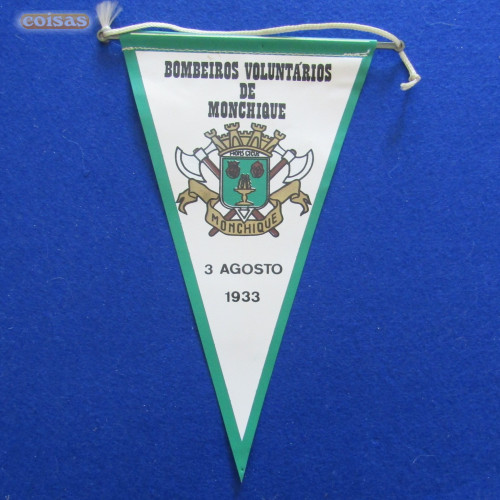 coisas
BOMBEIROS VOLUNTÁRIOS
DE
MONCHIQUE
MONCHIQUE
3 AGOSTO
1933